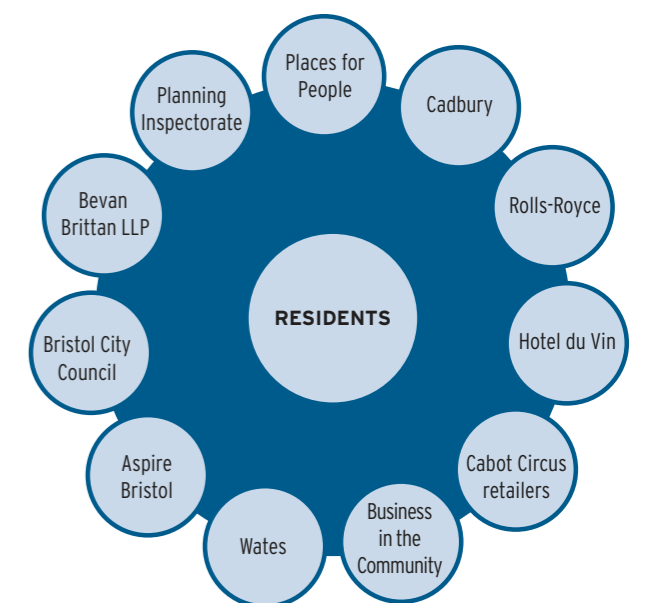 Places for
People
Cadbury
Rolls-Royce
Hotel du Vin
Cabot Circus
retailers
Business
in the
Community
Wates
Aspire
Bristol
Bristol City
Council
Bevan
Brittan LLP
Planning
Inspectorate
RESIDENTS